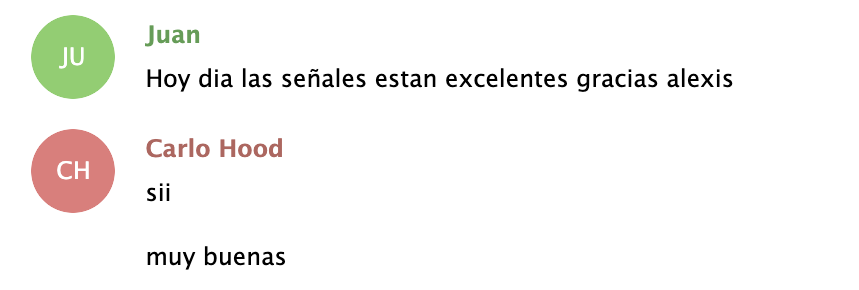 JU
Juan
Hoy dia las señales estan excelentes gracias alexis
CH
Carlo Hood
sii
muy buenas